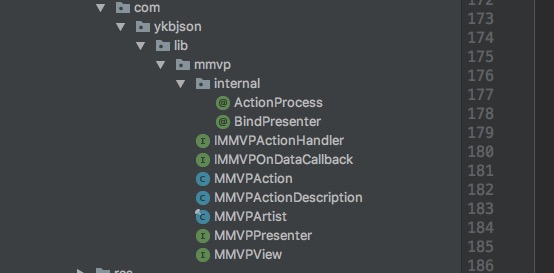 com
ykbjson
lib
mmvp
internal
ActionProcess
BindPresenter
IMMVPActionHandler
IMMVPOnDataCallback
MMVPAction
MMVPActionDescription
MMVPArtist
MMVPPresenter
MMVPView
172
173
174
175
176
177
178
179
180
181
182
183
184
185
186